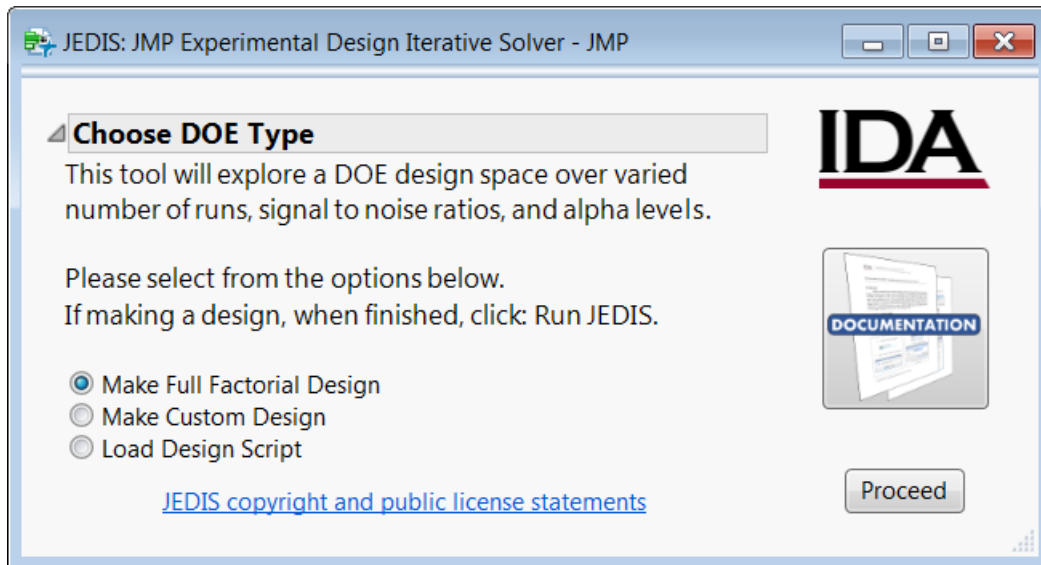 JEDIS: JMP Experimental Design Iterative Solver - JMP
Choose DOE Type
This tool will explore a DOE design space over varied
number of runs, signal to noise ratios, and alpha levels.
Please select from the options below.
If making a design, when finished, click: Run JEDIS.
Make Full Factorial Design
Make Custom Design
Load Design Script
JEDIS copyright and public license statements
IDA
DOCUMENTATION
Proceed